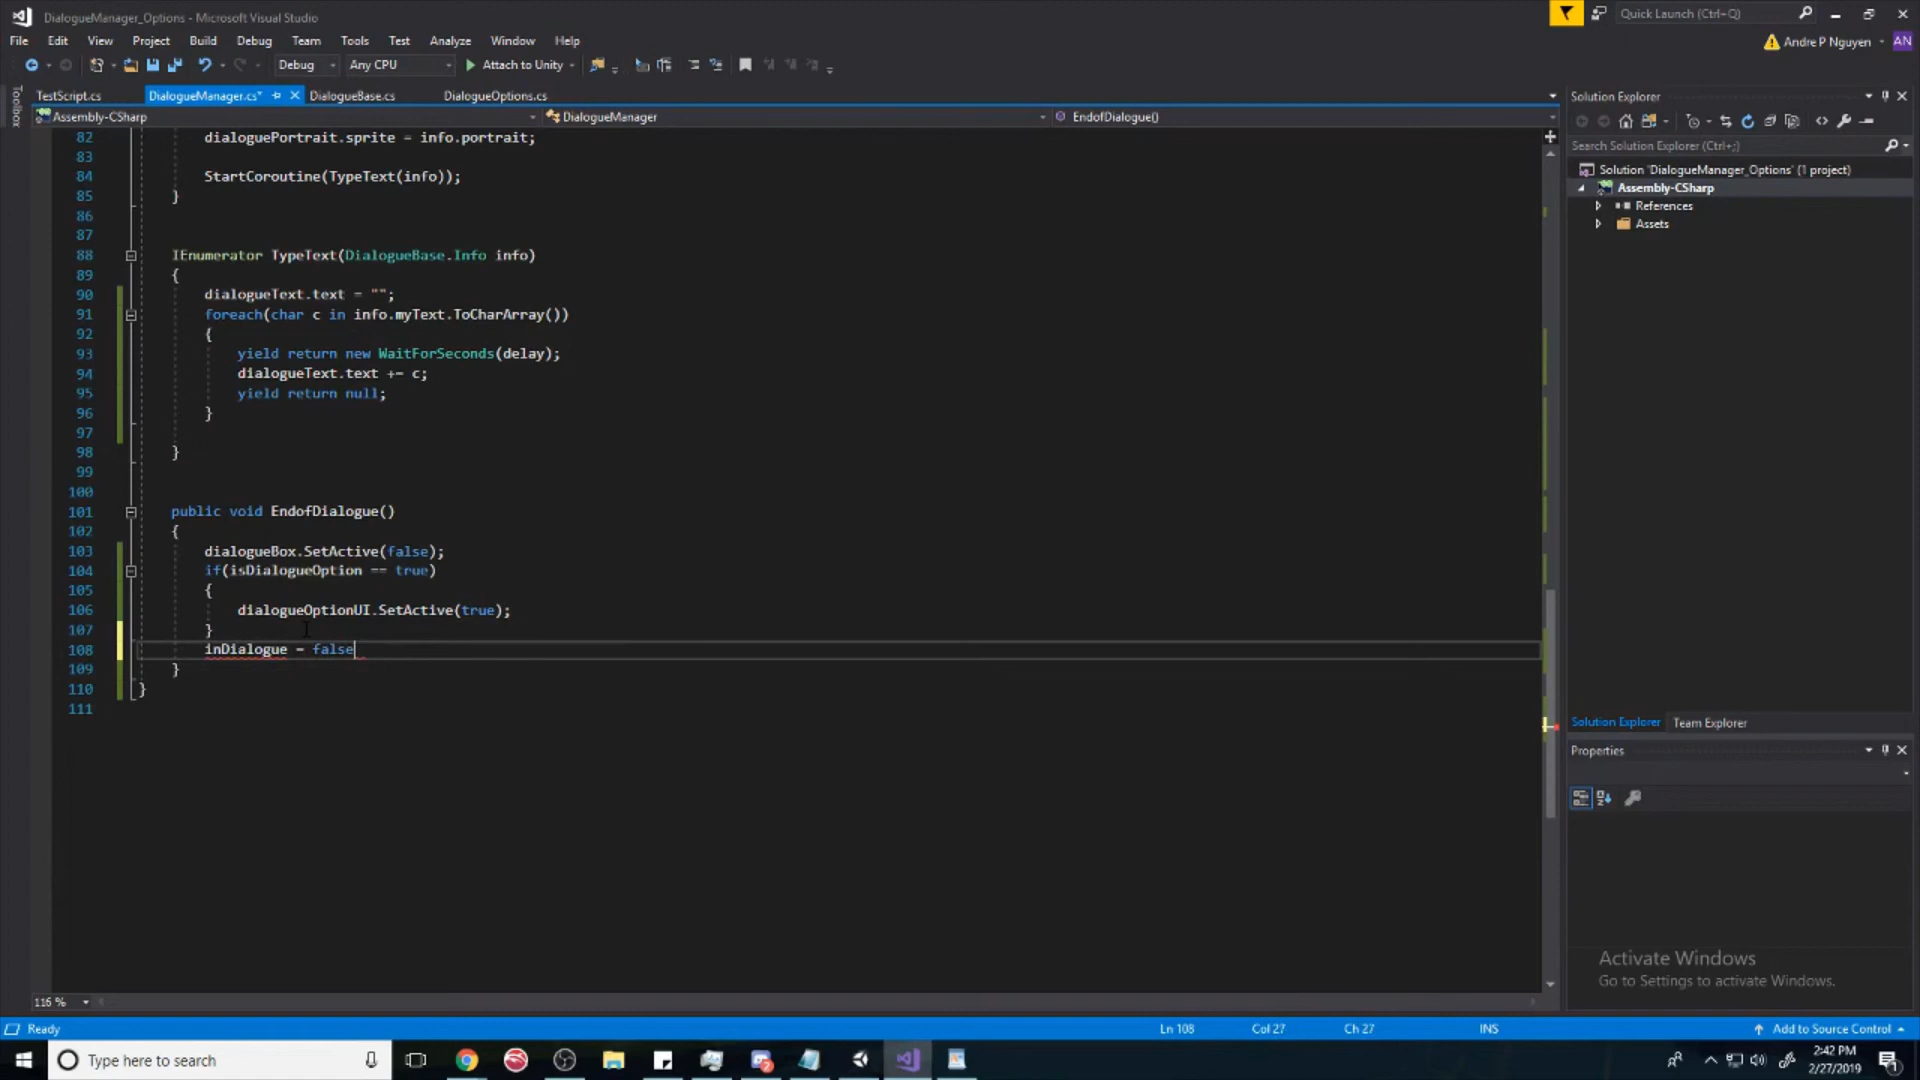 DialogueManager_Options - Microsoft Visual Studio
Quick Launch (Ctrl+Q)
File Edit View Project Build Debug Team Tools Test Analyze Window Help
Andre P Nguyen AN
Debug Any CPU Attach to Unity
Toolbox
TestScript.cs DialogueManager.cs* DialogueBase.cs DialogueOptions.cs
Assembly-CSharp DialogueManager EndofDialogue()
82 dialoguePortrait.sprite = info.portrait;
83
84 StartCoroutine(TypeText(info));
85 }
86
87
88 IEnumerator TypeText(DialogueBase.Info info)
89 {
90 dialogueText.text = "";
91 foreach(char c in info.myText.ToCharArray())
92 {
93 yield return new WaitForSeconds(delay);
94 dialogueText.text += c;
95 yield return null;
96 }
97
98 }
99
100
101 public void EndofDialogue()
102 {
103 dialogueBox.SetActive(false);
104 if(isDialogueOption == true)
105 {
106 dialogueOptionUI.SetActive(true);
107 }
108 inDialogue = false
109 }
110 }
111
116 %
Solution Explorer
Search Solution Explorer (Ctrl+;)
Solution 'DialogueManager_Options' (1 project)
Assembly-CSharp
References
Assets
Solution Explorer Team Explorer
Properties
Activate Windows
Go to Settings to activate Windows.
Ready Ln 108 Col 27 Ch 27 INS Add to Source Control
Type here to search
2:42 PM
2/27/2019